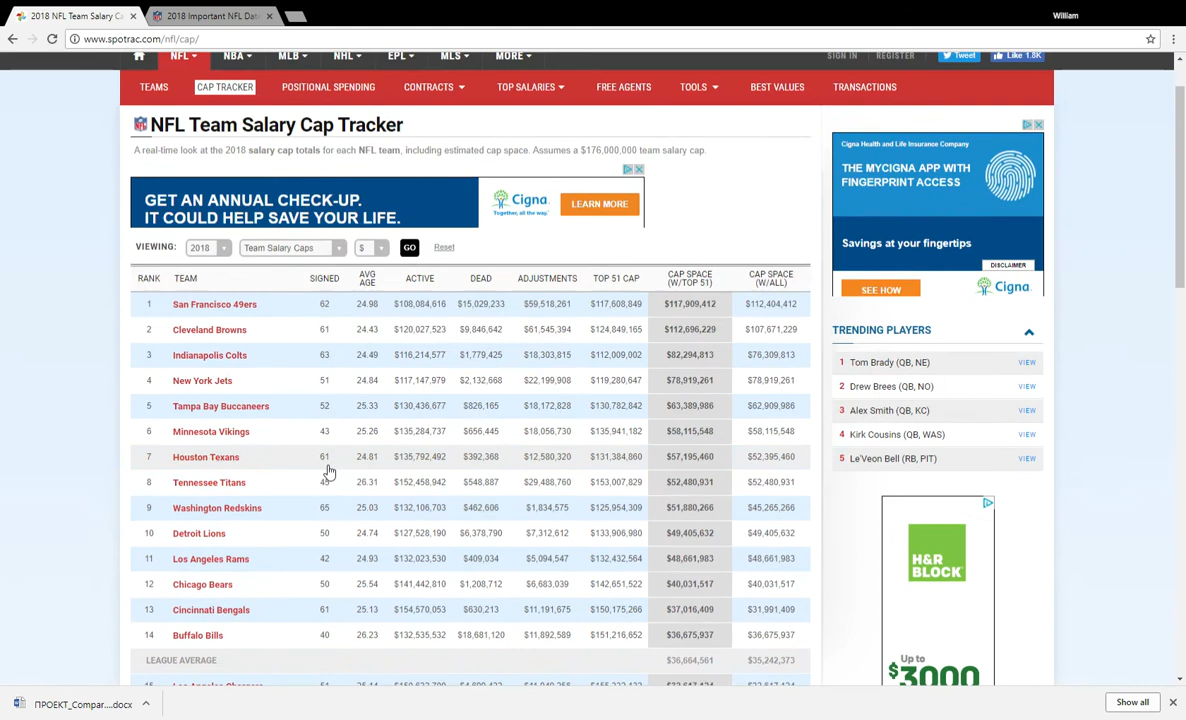 2018 NFL Team Salary Ca
2018 Important NFL Dat
William
www.spotrac.com/nfl/cap/
NFL NBA MLB NHL EPL MLS MORE SIGN IN REGISTER Tweet Like 1.8K
TEAMS CAP TRACKER POSITIONAL SPENDING CONTRACTS TOP SALARIES FREE AGENTS TOOLS BEST VALUES TRANSACTIONS
NFL Team Salary Cap Tracker
A real-time look at the 2018 salary cap totals for each NFL team, including estimated cap space. Assumes a $176,000,000 team salary cap.
GET AN ANNUAL CHECK-UP.
IT COULD HELP SAVE YOUR LIFE.
Cigna
Together, all the way.
LEARN MORE
VIEWING: 2018 Team Salary Caps $ GO Reset
RANK TEAM SIGNED AVG AGE ACTIVE DEAD ADJUSTMENTS TOP 51 CAP CAP SPACE (W/TOP 51) CAP SPACE (W/ALL)
1 San Francisco 49ers 62 24.98 $108,084,616 $15,029,233 $59,518,261 $117,608,849 $117,909,412 $112,404,412
2 Cleveland Browns 61 24.43 $120,027,523 $9,846,642 $61,545,394 $124,849,165 $112,696,229 $107,671,229
3 Indianapolis Colts 63 24.49 $116,214,577 $1,779,425 $18,303,815 $112,009,002 $82,294,813 $76,309,813
4 New York Jets 51 24.84 $117,147,979 $2,132,668 $22,199,908 $119,280,647 $78,919,261 $78,919,261
5 Tampa Bay Buccaneers 52 25.33 $130,436,677 $826,165 $18,172,828 $130,782,842 $63,389,986 $62,909,986
6 Minnesota Vikings 43 25.26 $135,284,737 $656,445 $18,056,730 $135,941,182 $58,115,548 $58,115,548
7 Houston Texans 61 24.81 $135,792,492 $392,368 $12,580,320 $131,384,860 $57,195,460 $52,395,460
8 Tennessee Titans 26.31 $152,458,942 $548,887 $29,488,760 $153,007,829 $52,480,931 $52,480,931
9 Washington Redskins 65 25.03 $132,106,703 $462,606 $1,834,575 $125,954,309 $51,880,266 $45,265,266
10 Detroit Lions 50 24.74 $127,528,190 $6,378,790 $7,312,612 $133,906,980 $49,405,632 $49,405,632
11 Los Angeles Rams 42 24.93 $132,023,530 $409,034 $5,094,547 $132,432,564 $48,661,983 $48,661,983
12 Chicago Bears 50 25.54 $141,442,810 $1,208,712 $6,683,039 $142,651,522 $40,031,517 $40,031,517
13 Cincinnati Bengals 61 25.13 $154,570,053 $630,213 $11,191,675 $150,175,266 $37,016,409 $31,991,409
14 Buffalo Bills 40 26.23 $132,535,532 $18,681,120 $11,892,589 $151,216,652 $36,675,937 $36,675,937
LEAGUE AVERAGE $36,664,561 $35,242,373
Cigna Health and Life Insurance Company
THE MYCIGNA APP WITH
FINGERPRINT ACCESS
Savings at your fingertips
DISCLAIMER
SEE HOW
Cigna
TRENDING PLAYERS
1 Tom Brady (QB, NE) VIEW
2 Drew Brees (QB, NO) VIEW
3 Alex Smith (QB, KC) VIEW
4 Kirk Cousins (QB, WAS) VIEW
5 Le'Veon Bell (RB, PIT) VIEW
H&R
BLOCK
Up to
$3000
ПРОЕКТ_Compar....docx
Show all